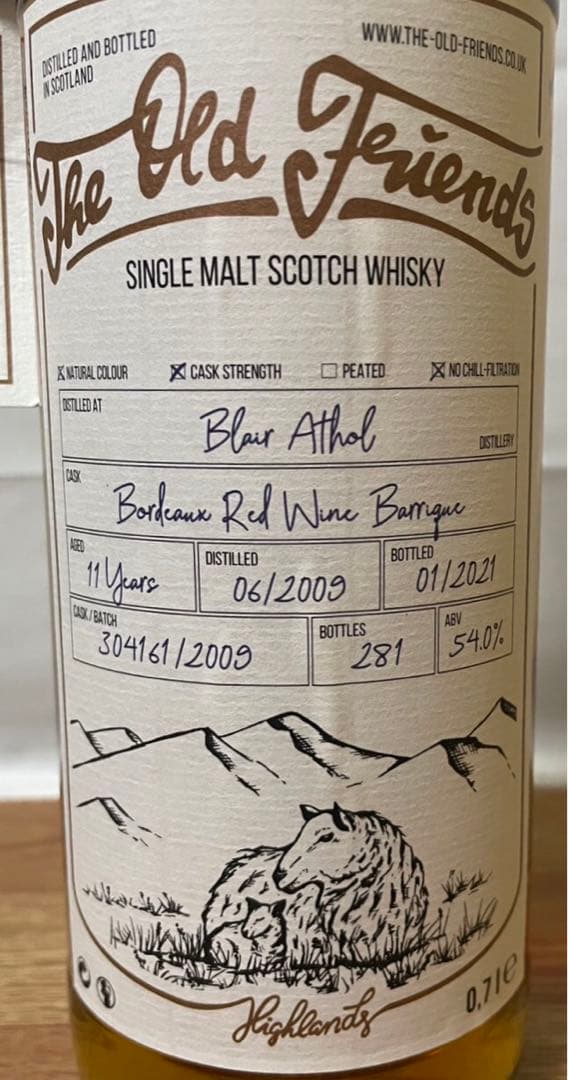 DISTILLED AND BOTTLED
IN SCOTLAND
WWW.THE-OLD-FRIENDS.CO.UK
The Old Friends
SINGLE MALT SCOTCH WHISKY
☒ NATURAL COLOUR ☒ CASK STRENGTH ☐ PEATED ☒ NO CHILL-FILTRATION
DISTILLED AT
Blair Athol
DISTILLERY
CASK
Bordeaux Red Wine Barrique
AGED
11 Years
DISTILLED
06/2009
BOTTLED
01/2021
CASK / BATCH
304161/2009
BOTTLES
281
ABV
54.0%
Highlands
0,7 l e